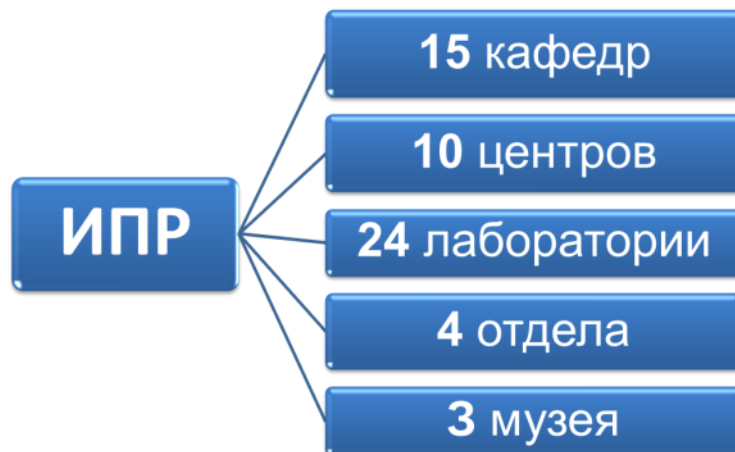 ИПР
15 кафедр
10 центров
24 лаборатории
4 отдела
3 музея